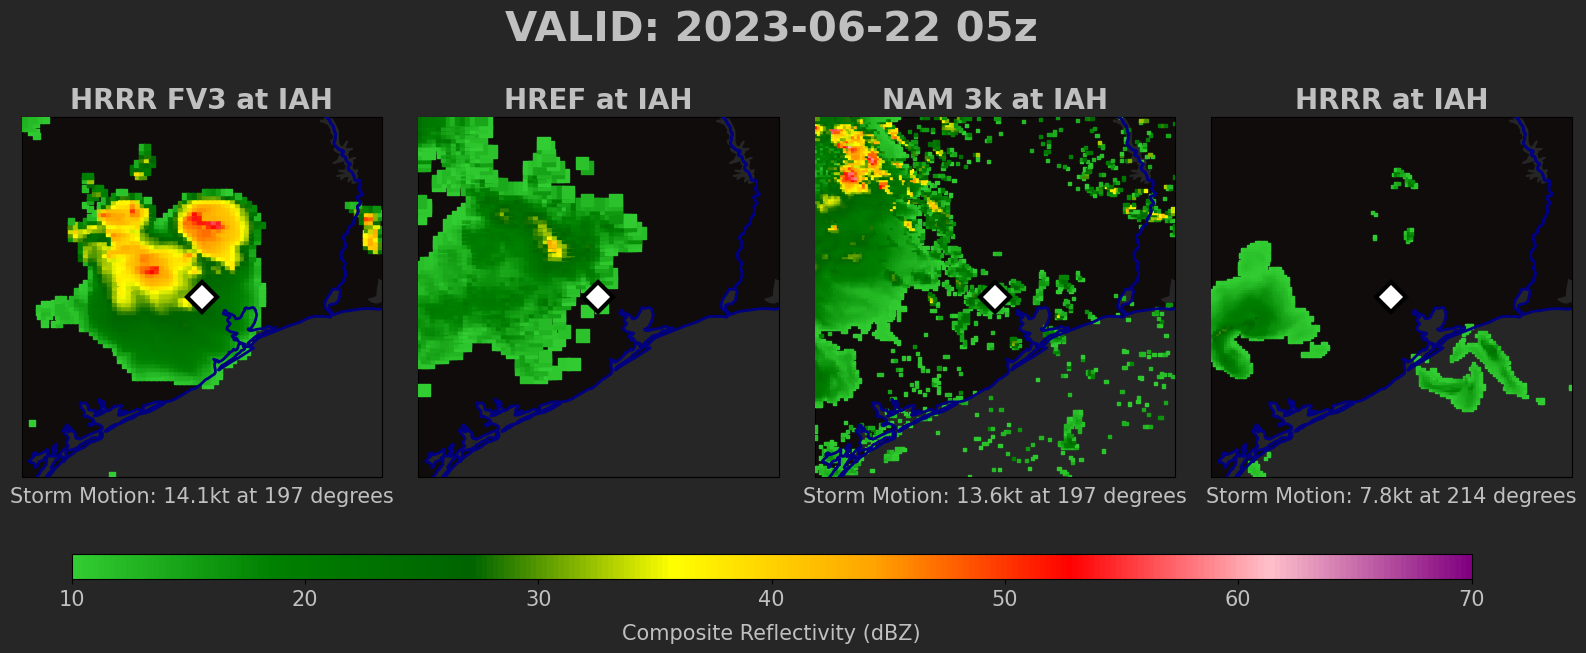 VALID: 2023-06-22 05z
HRRR FV3 at IAH
HREF at IAH
NAM 3k at IAH
HRRR at IAH
Storm Motion: 14.1kt at 197 degrees
Storm Motion: 13.6kt at 197 degrees
Storm Motion: 7.8kt at 214 degrees
10 20 30 40 50 60 70
Composite Reflectivity (dBZ)